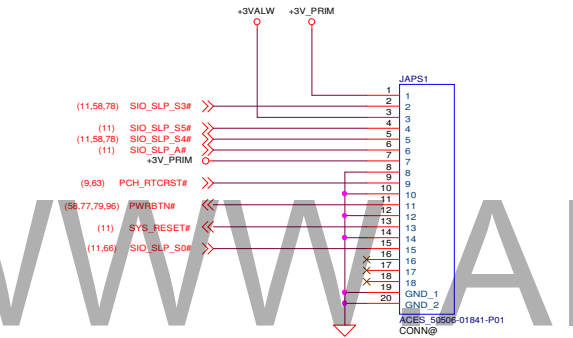 +3VALW +3V_PRIM
JAPS1
1 1
(11,58,78) SIO_SLP_S3# 2 2
3 3
(11) SIO_SLP_S5# 4 4
(11,58,78) SIO_SLP_S4# 5 5
(11) SIO_SLP_A# 6 6
+3V_PRIM 7 7
8 8
(9,63) PCH_RTCRST# 9 9
10 10
(58,77,79,96) PWRBTN# 11 11
12 12
(11) SYS_RESET# 13 13
14 14
(11,66) SIO_SLP_S0# 15 15
16 16
17 17
18 18
19 GND_1
20 GND_2
ACES_50506-01841-P01
CONN@
WWW.AL